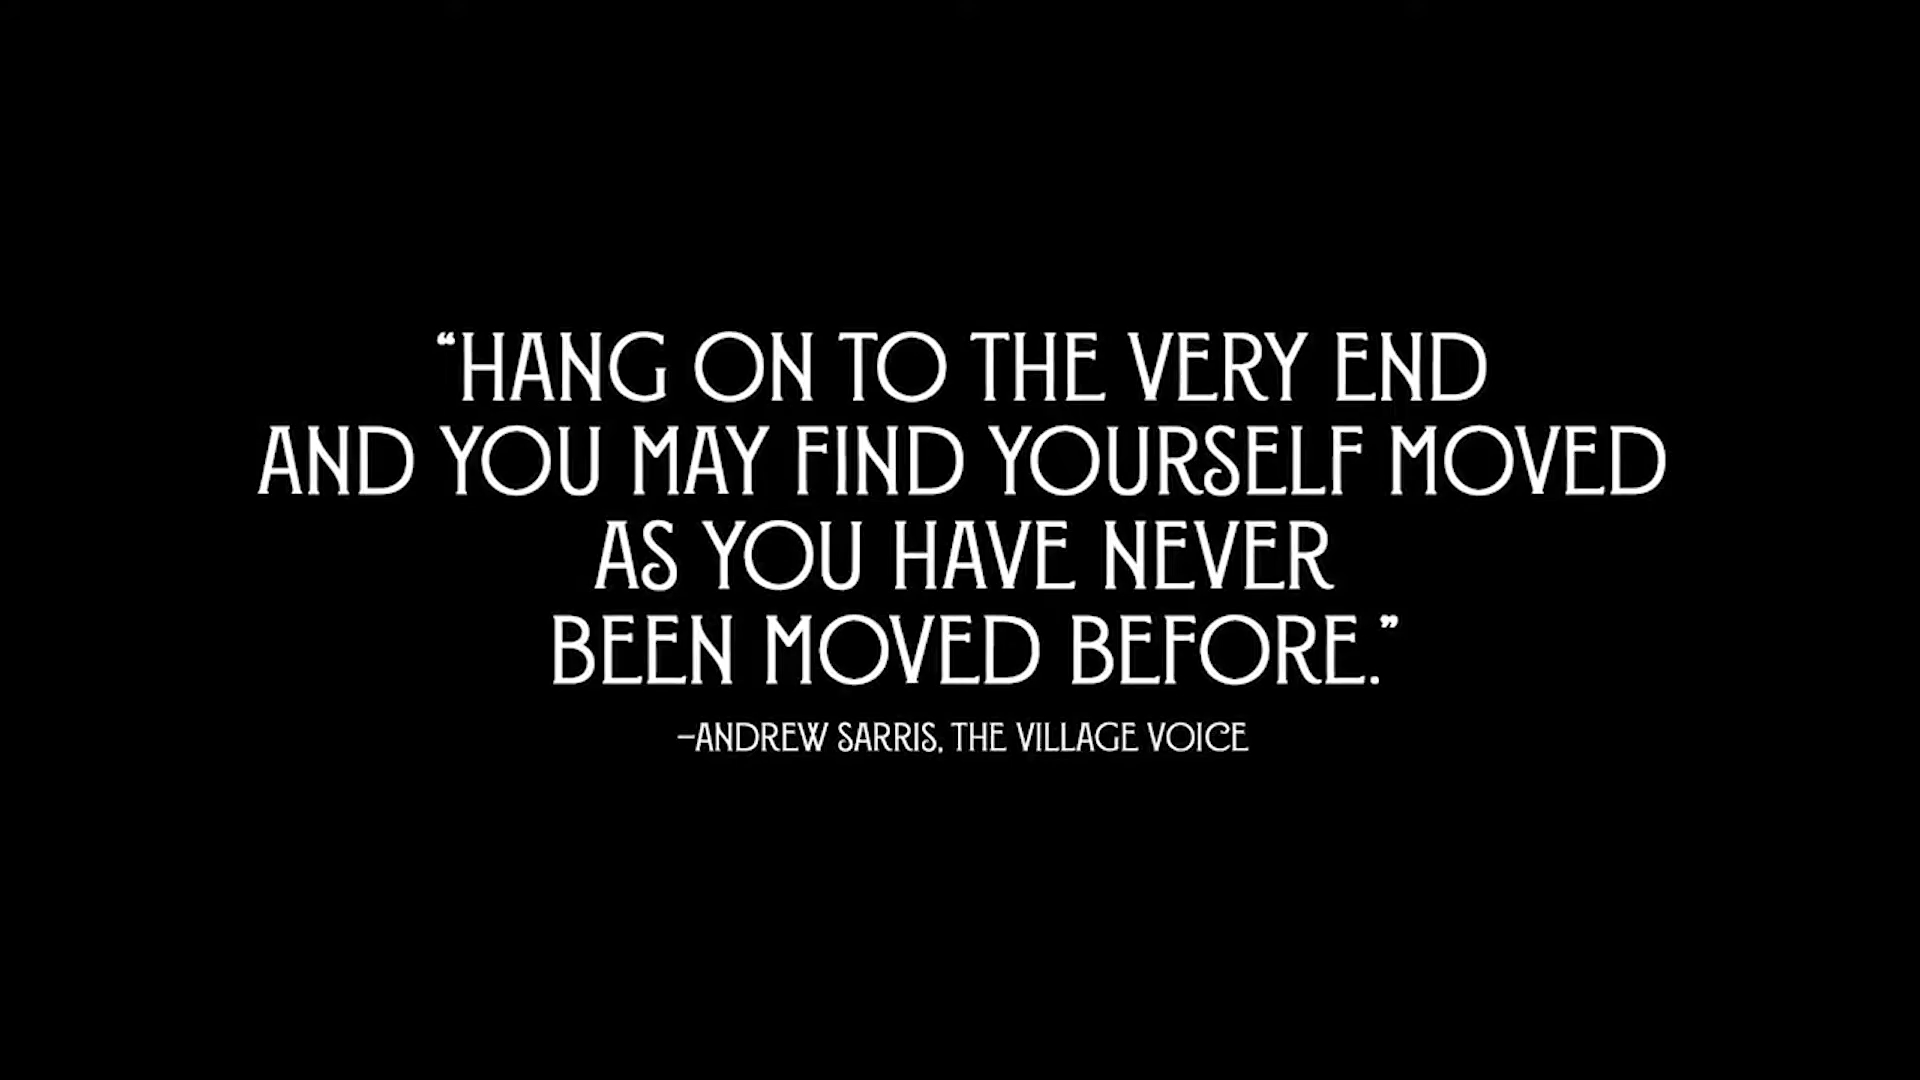 “HANG ON TO THE VERY END
AND YOU MAY FIND YOURSELF MOVED
AS YOU HAVE NEVER
BEEN MOVED BEFORE.”
–ANDREW SARRIS, THE VILLAGE VOICE